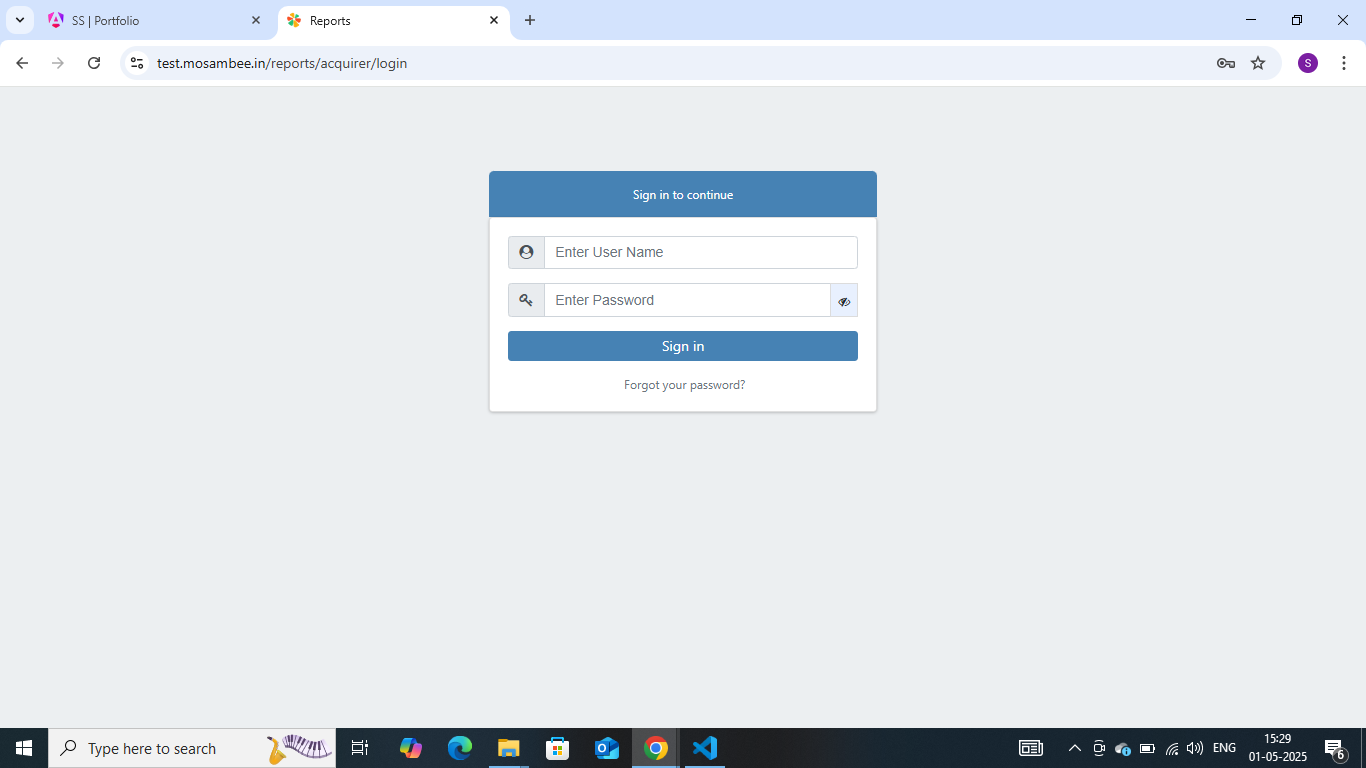 SS | Portfolio
Reports
test.mosambee.in/reports/acquirer/login
S
Sign in to continue
Enter User Name
Enter Password
Sign in
Forgot your password?
Type here to search
ENG
15:29
01-05-2025
6